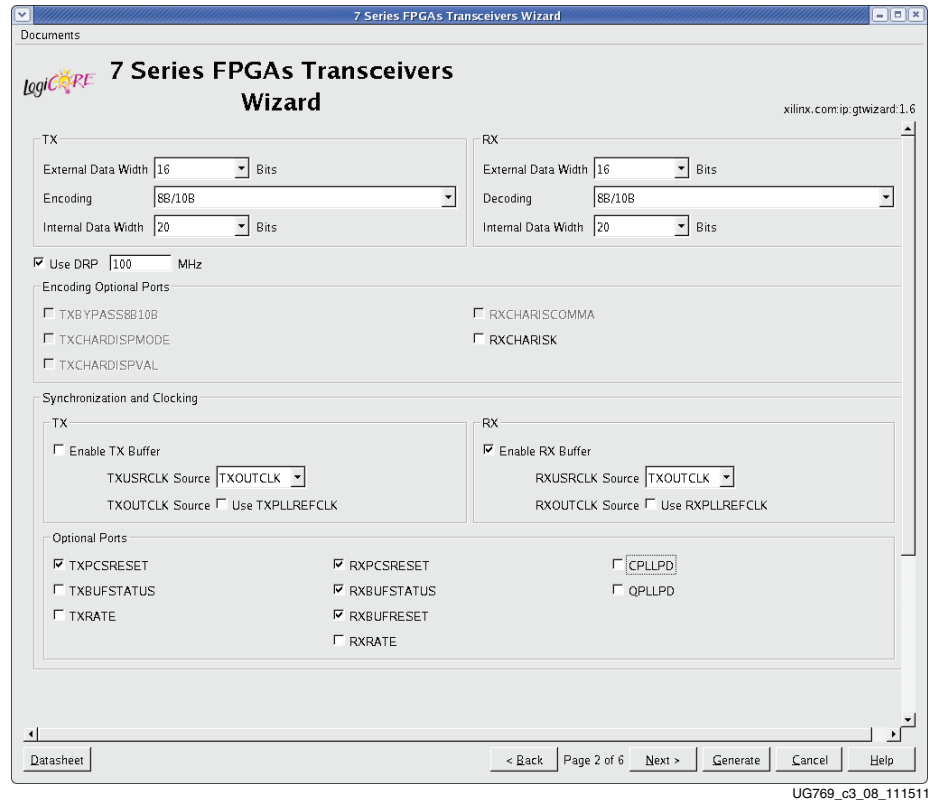 7 Series FPGAs Transceivers Wizard
Documents
logiCORE
7 Series FPGAs Transceivers
Wizard
xilinx.com:ip:gtwizard:1.6
TX
External Data Width 16 Bits
Encoding 8B/10B
Internal Data Width 20 Bits
RX
External Data Width 16 Bits
Decoding 8B/10B
Internal Data Width 20 Bits
Use DRP 100 MHz
Encoding Optional Ports
TXBYPASS8B10B
TXCHARDISPMODE
TXCHARDISPVAL
RXCHARISCOMMA
RXCHARISK
Synchronization and Clocking
TX
Enable TX Buffer
TXUSRCLK Source TXOUTCLK
TXOUTCLK Source Use TXPLLREFCLK
RX
Enable RX Buffer
RXUSRCLK Source TXOUTCLK
RXOUTCLK Source Use RXPLLREFCLK
Optional Ports
TXPCSRESET
TXBUFSTATUS
TXRATE
RXPCSRESET
RXBUFSTATUS
RXBUFRESET
RXRATE
CPLLPD
QPLLPD
Datasheet
< Back Page 2 of 6 Next > Generate Cancel Help
UG769_c3_08_111511